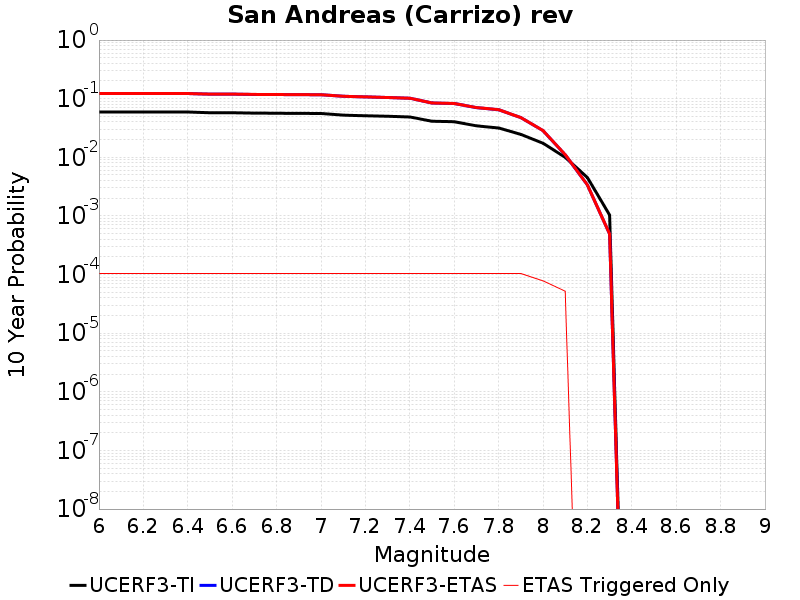 San Andreas (Carrizo) rev
10 Year Probability
10^0
10^-1
10^-2
10^-3
10^-4
10^-5
10^-6
10^-7
10^-8
6 6.2 6.4 6.6 6.8 7 7.2 7.4 7.6 7.8 8 8.2 8.4 8.6 8.8 9
Magnitude
UCERF3-TI UCERF3-TD UCERF3-ETAS ETAS Triggered Only